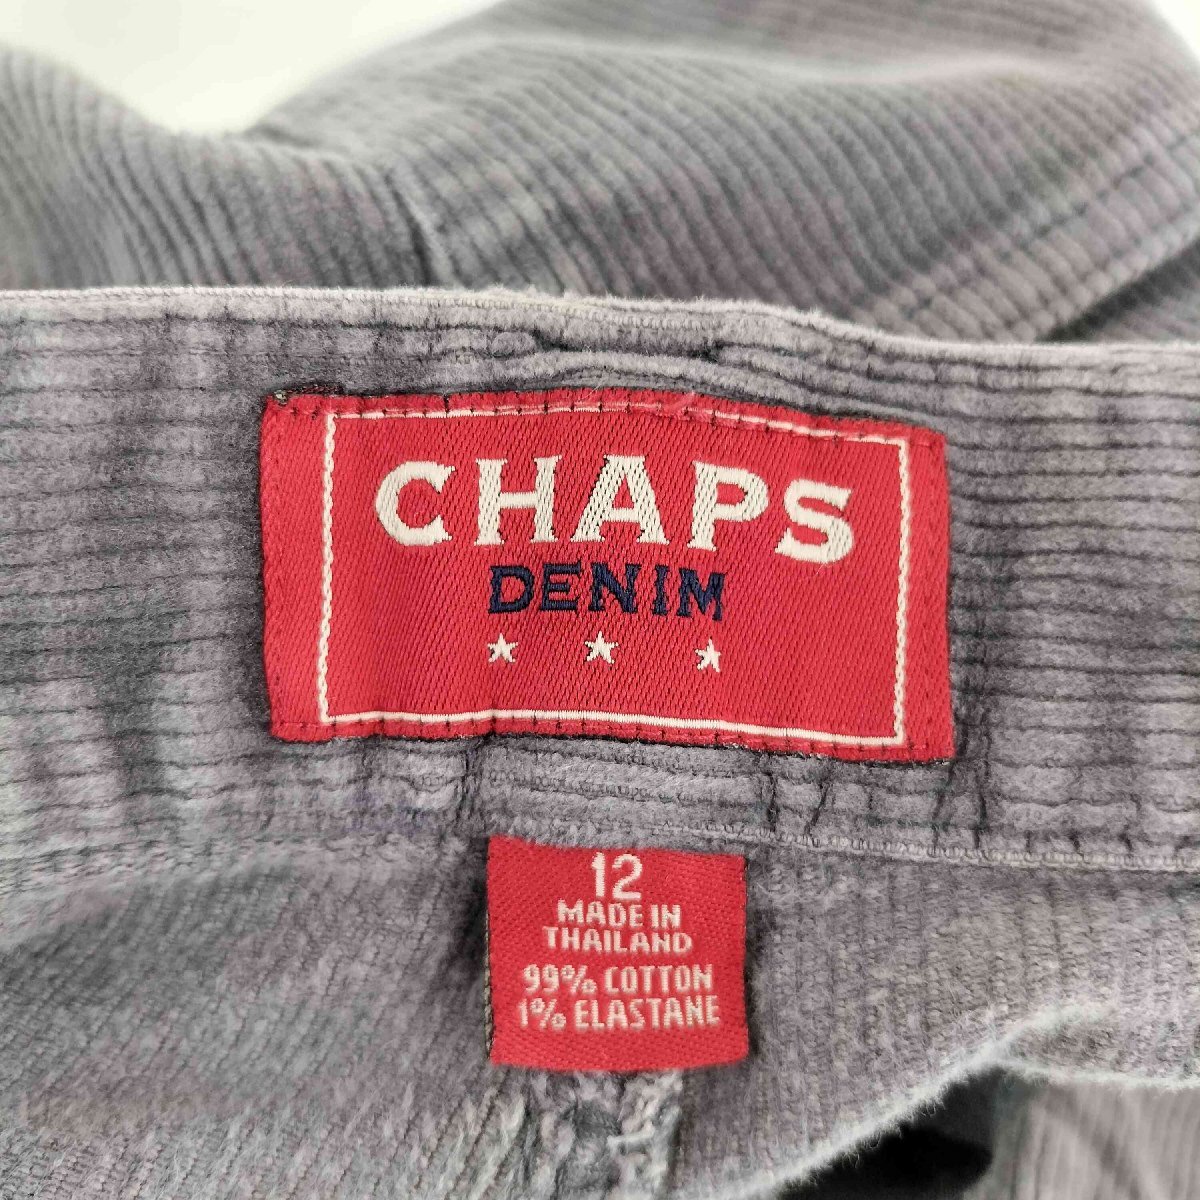 CHAPS
DENIM
12
MADE IN
THAILAND
99% COTTON
1% ELASTANE